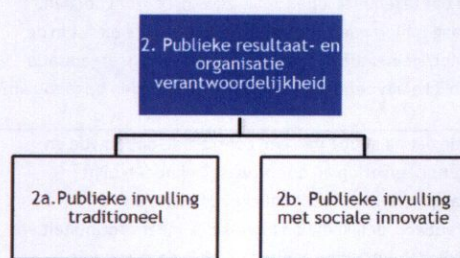 2. Publieke resultaat- en
organisatie
verantwoordelijkheid
2a.Publieke invulling
traditioneel
2b. Publieke invulling
met sociale innovatie